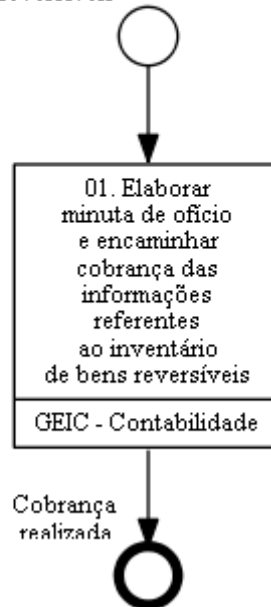 01. Elaborar
minuta de ofício
e encaminhar
cobrança das
informações
referentes
ao inventário
de bens reversíveis
GEIC - Contabilidade
Cobrança
realizada